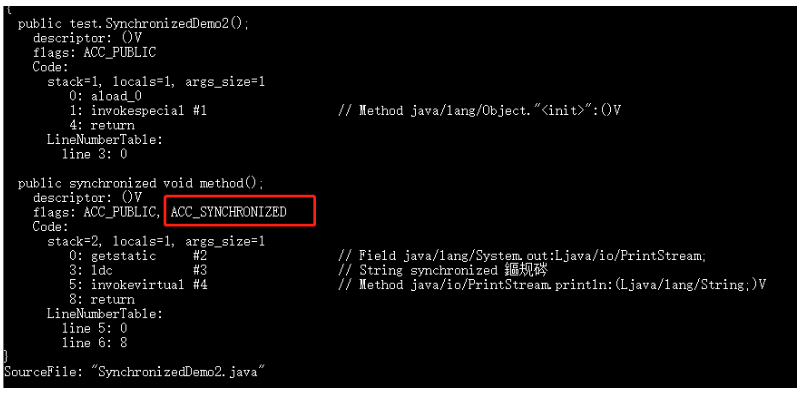 {
public test.SynchronizedDemo2();
descriptor: ()V
flags: ACC_PUBLIC
Code:
stack=1, locals=1, args_size=1
0: aload_0
1: invokespecial #1 // Method java/lang/Object."<init>":()V
4: return
LineNumberTable:
line 3: 0
public synchronized void method();
descriptor: ()V
flags: ACC_PUBLIC, ACC_SYNCHRONIZED
Code:
stack=2, locals=1, args_size=1
0: getstatic #2 // Field java/lang/System.out:Ljava/io/PrintStream;
3: ldc #3 // String synchronized 鏂规硶
5: invokevirtual #4 // Method java/io/PrintStream.println:(Ljava/lang/String;)V
8: return
LineNumberTable:
line 5: 0
line 6: 8
}
SourceFile: "SynchronizedDemo2.java"